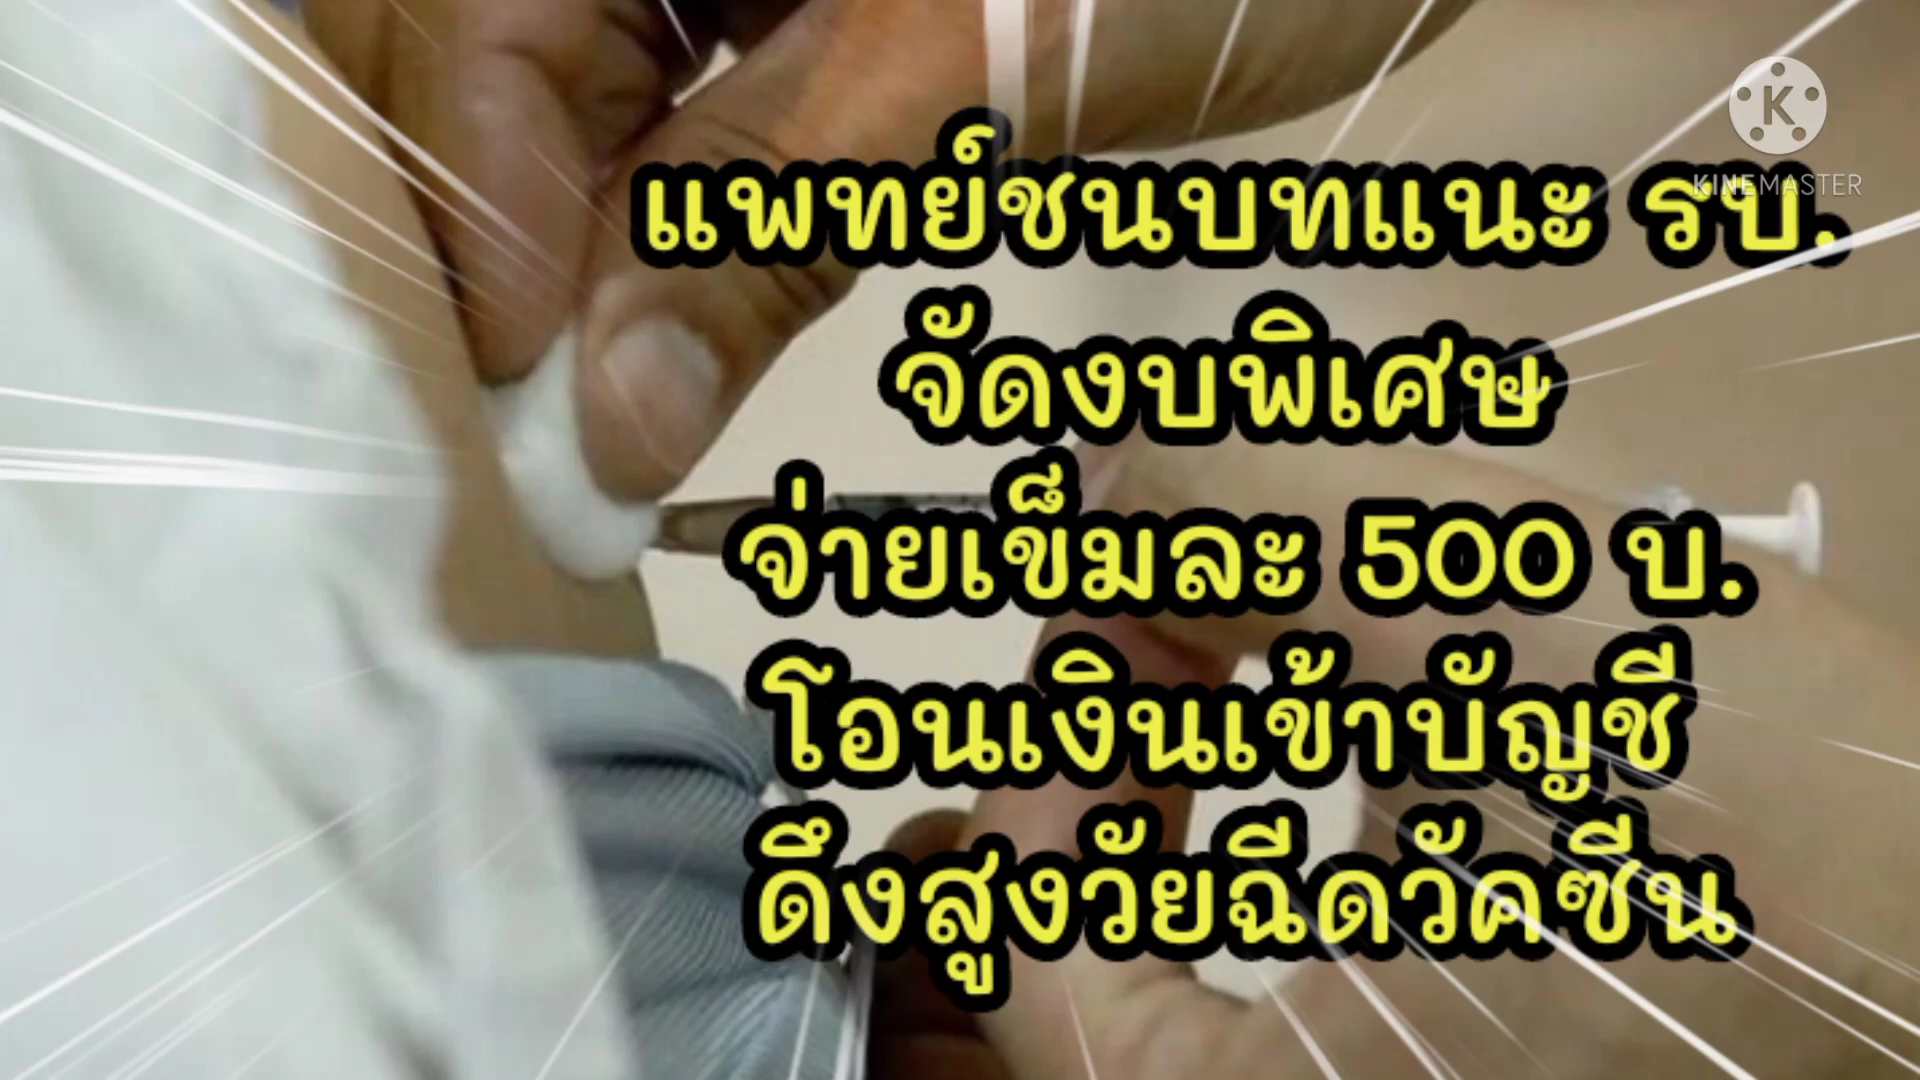 แพทย์ชนบทแนะ รบ.
จัดงบพิเศษ
จ่ายเข็มละ 500 บ.
โอนเงินเข้าบัญชี
ดึงสูงวัยฉีดวัคซีน
K
KINEMASTER